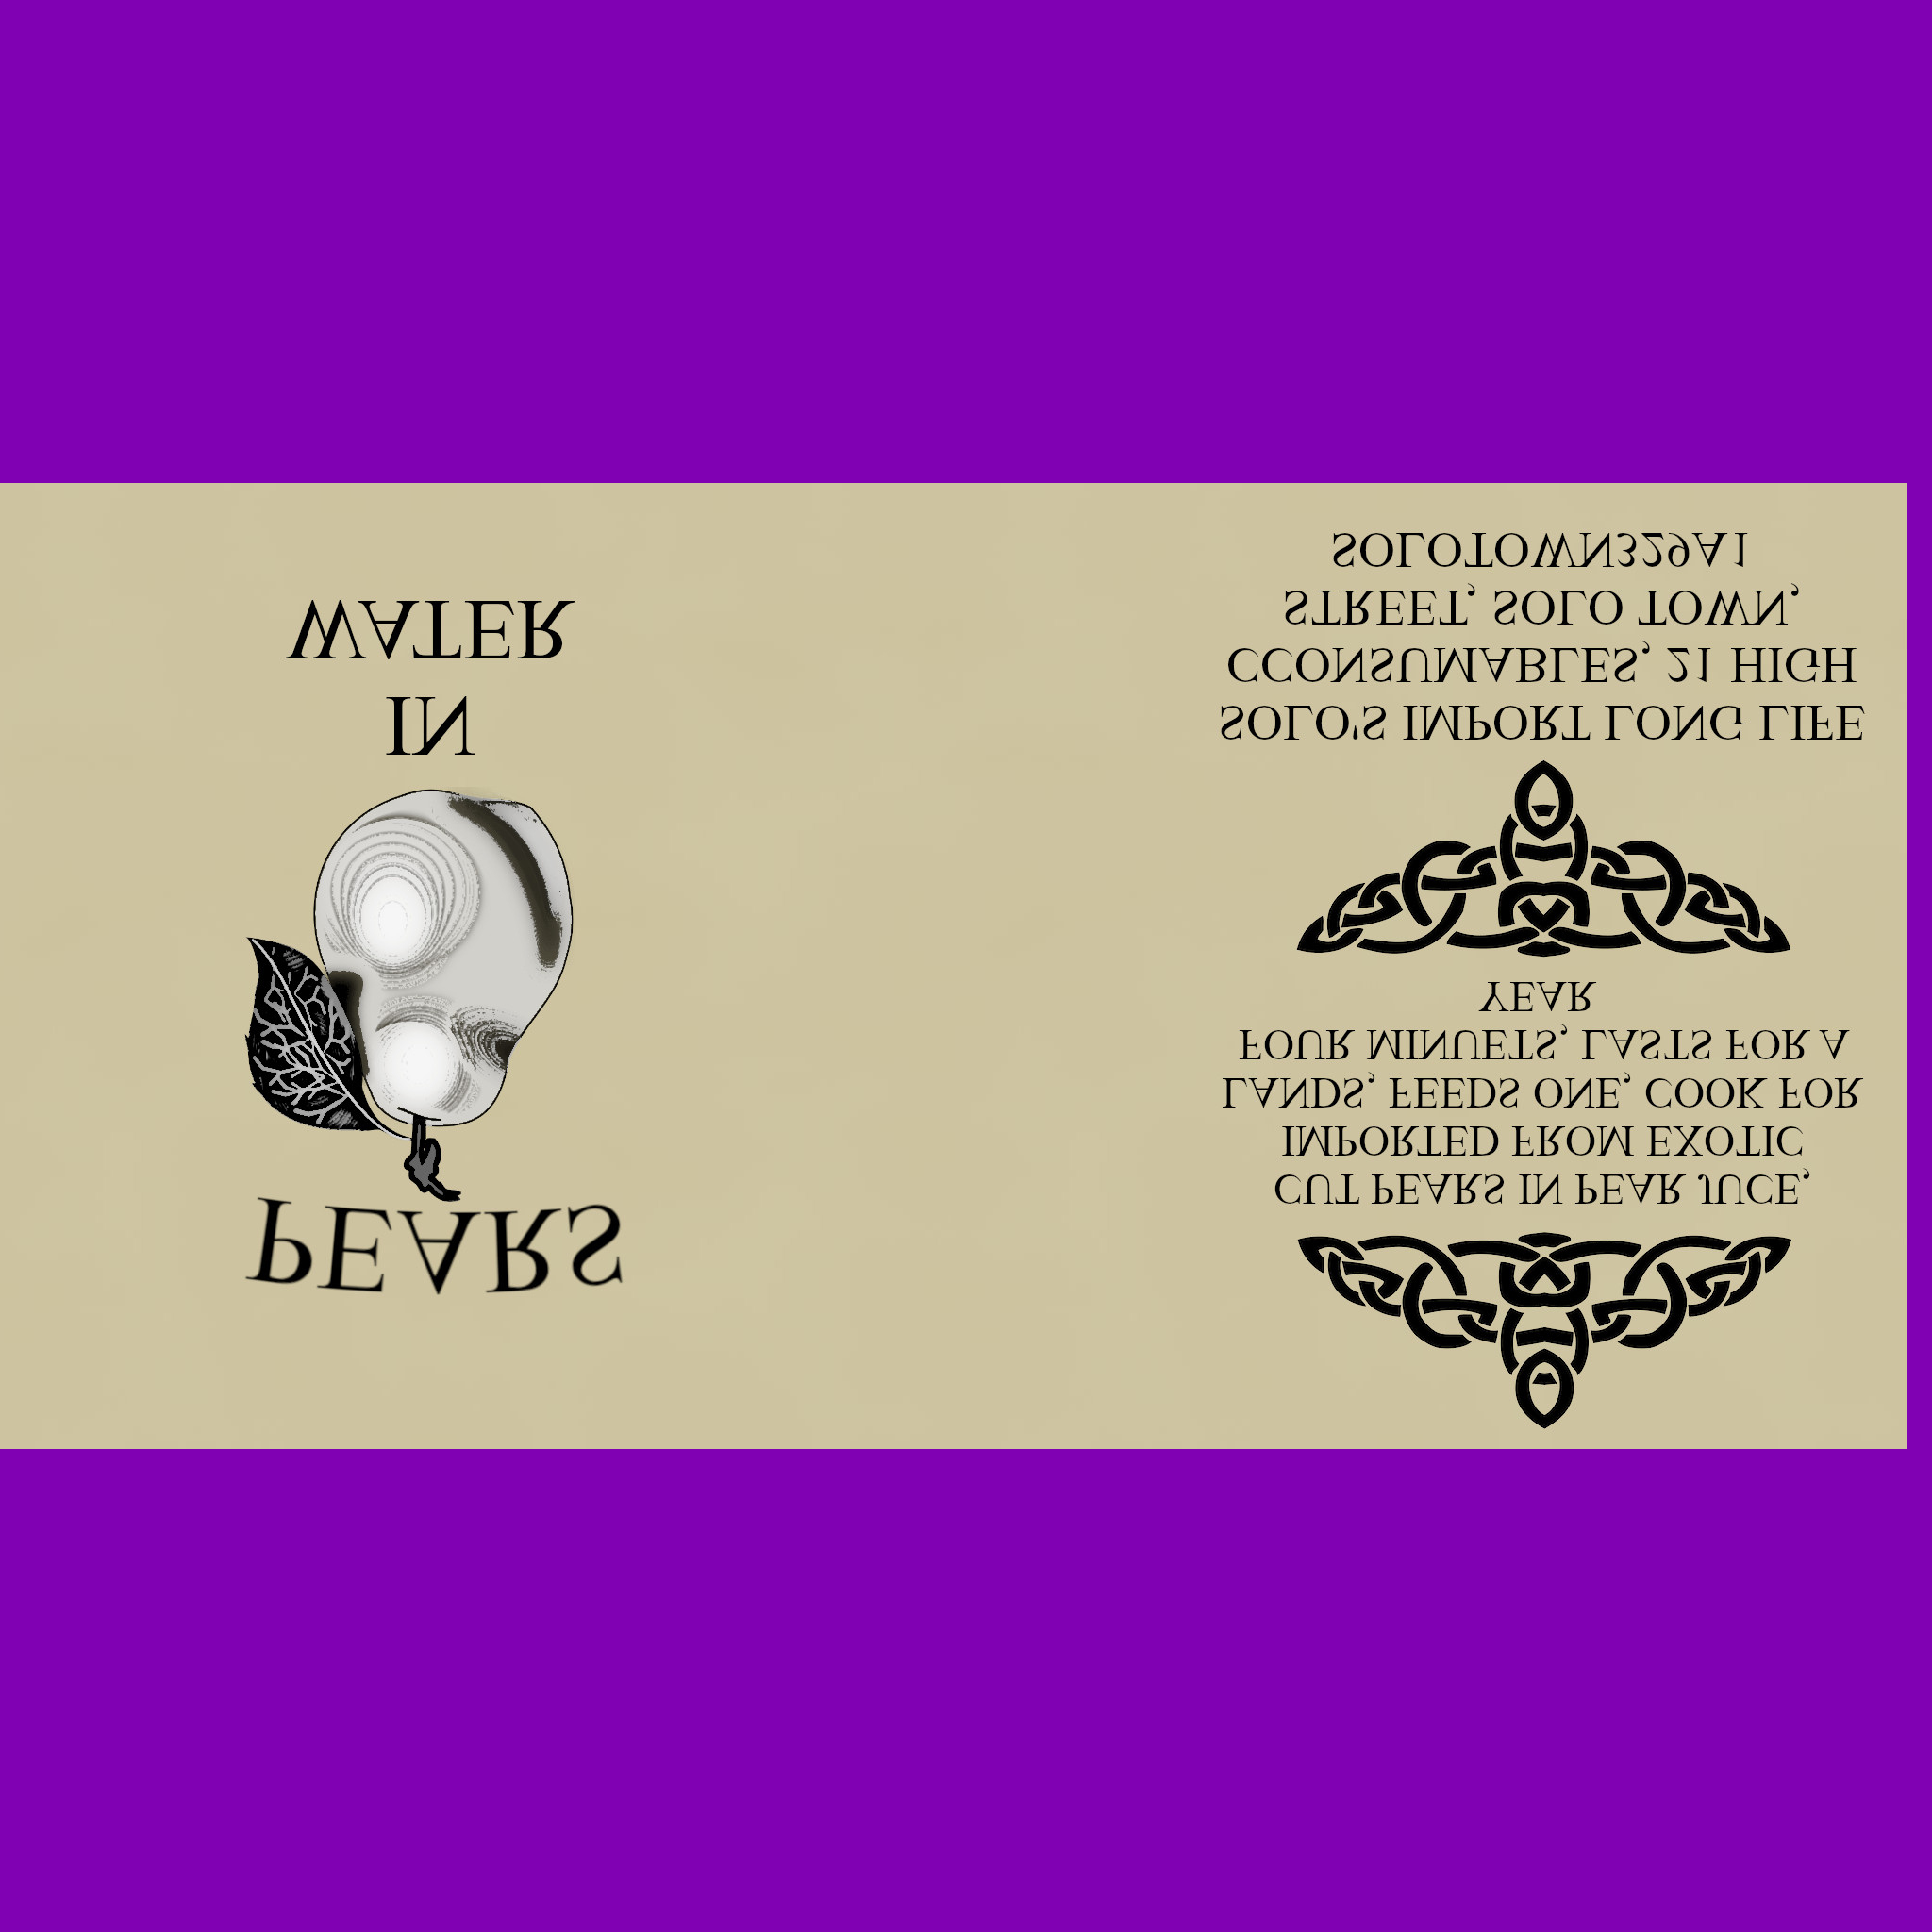 PEARS
IN
WATER
CUT PEARS IN PEAR JUCE,
IMPORTED FROM EXOTIC
LANDS, FEEDS ONE, COOK FOR
FOUR MINUETS, LASTS FOR A
YEAR
SOLO'S IMPORT LONG LIFE
CCONSUMABLES, 21 HIGH
STREET, SOLO TOWN,
SOLOTOWN329A1